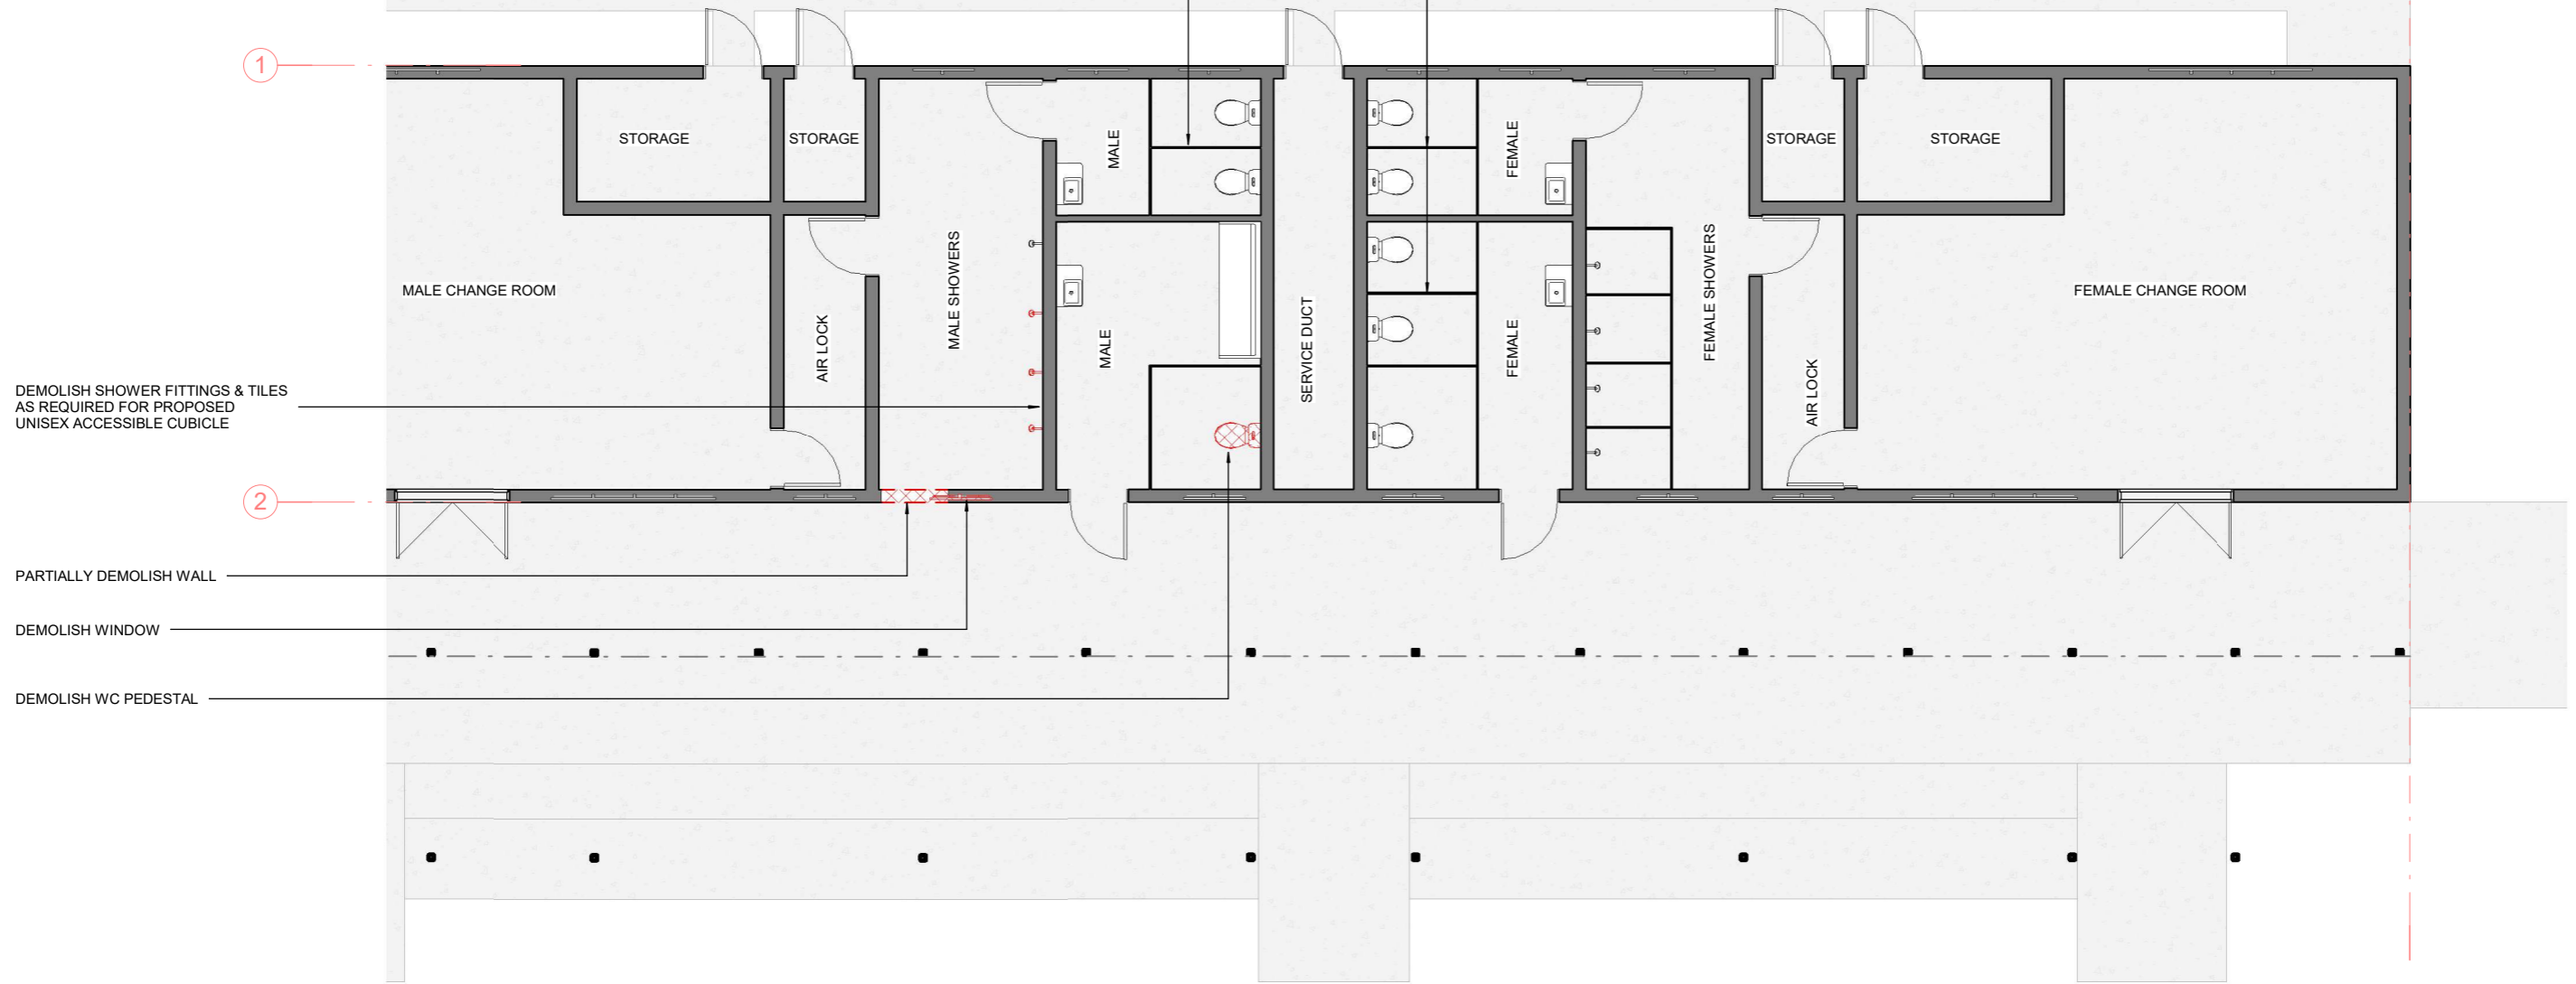 1
STORAGE
STORAGE
MALE
FEMALE
STORAGE
STORAGE
MALE CHANGE ROOM
AIR LOCK
MALE SHOWERS
MALE
SERVICE DUCT
FEMALE
FEMALE SHOWERS
AIR LOCK
FEMALE CHANGE ROOM
DEMOLISH SHOWER FITTINGS & TILES
AS REQUIRED FOR PROPOSED
UNISEX ACCESSIBLE CUBICLE
2
PARTIALLY DEMOLISH WALL
DEMOLISH WINDOW
DEMOLISH WC PEDESTAL